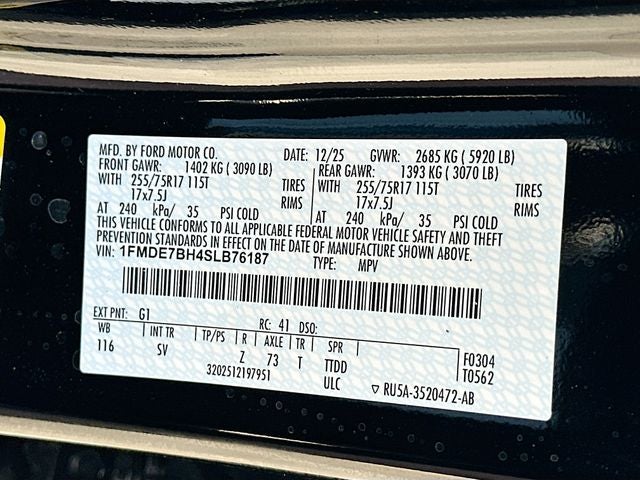 MFD. BY FORD MOTOR CO. DATE: 12/25 GVWR: 2685 KG ( 5920 LB)
FRONT GAWR: 1402 KG ( 3090 LB) REAR GAWR: 1393 KG ( 3070 LB)
WITH 255/75R17 115T TIRES WITH 255/75R17 115T TIRES
17x7.5J RIMS 17x7.5J RIMS
AT 240 kPa/ 35 PSI COLD AT 240 kPa/ 35 PSI COLD
THIS VEHICLE CONFORMS TO ALL APPLICABLE FEDERAL MOTOR VEHICLE SAFETY AND THEFT
PREVENTION STANDARDS IN EFFECT ON THE DATE OF MANUFACTURE SHOWN ABOVE.
VIN: 1FMDE7BH4SLB76187 TYPE: MPV
EXT PNT: G1 RC: 41 DSO:
WB INT TR TP/PS R AXLE TR SPR F0304
116 SV Z 73 T TTDD T0562
3202512197951 ULC ▽ RU5A-3520472-AB